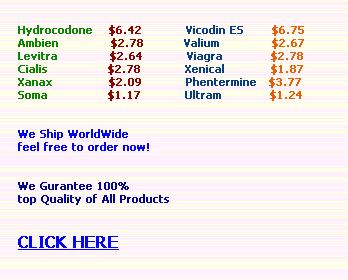 Hydrocodone $6.42 Vicodin ES $6.75
Ambien $2.78 Valium $2.67
Levitra $2.64 Viagra $2.78
Cialis $2.78 Xenical $1.87
Xanax $2.09 Phentermine $3.77
Soma $1.17 Ultram $1.24
We Ship WorldWide
feel free to order now!
We Gurantee 100%
top Quality of All Products
CLICK HERE